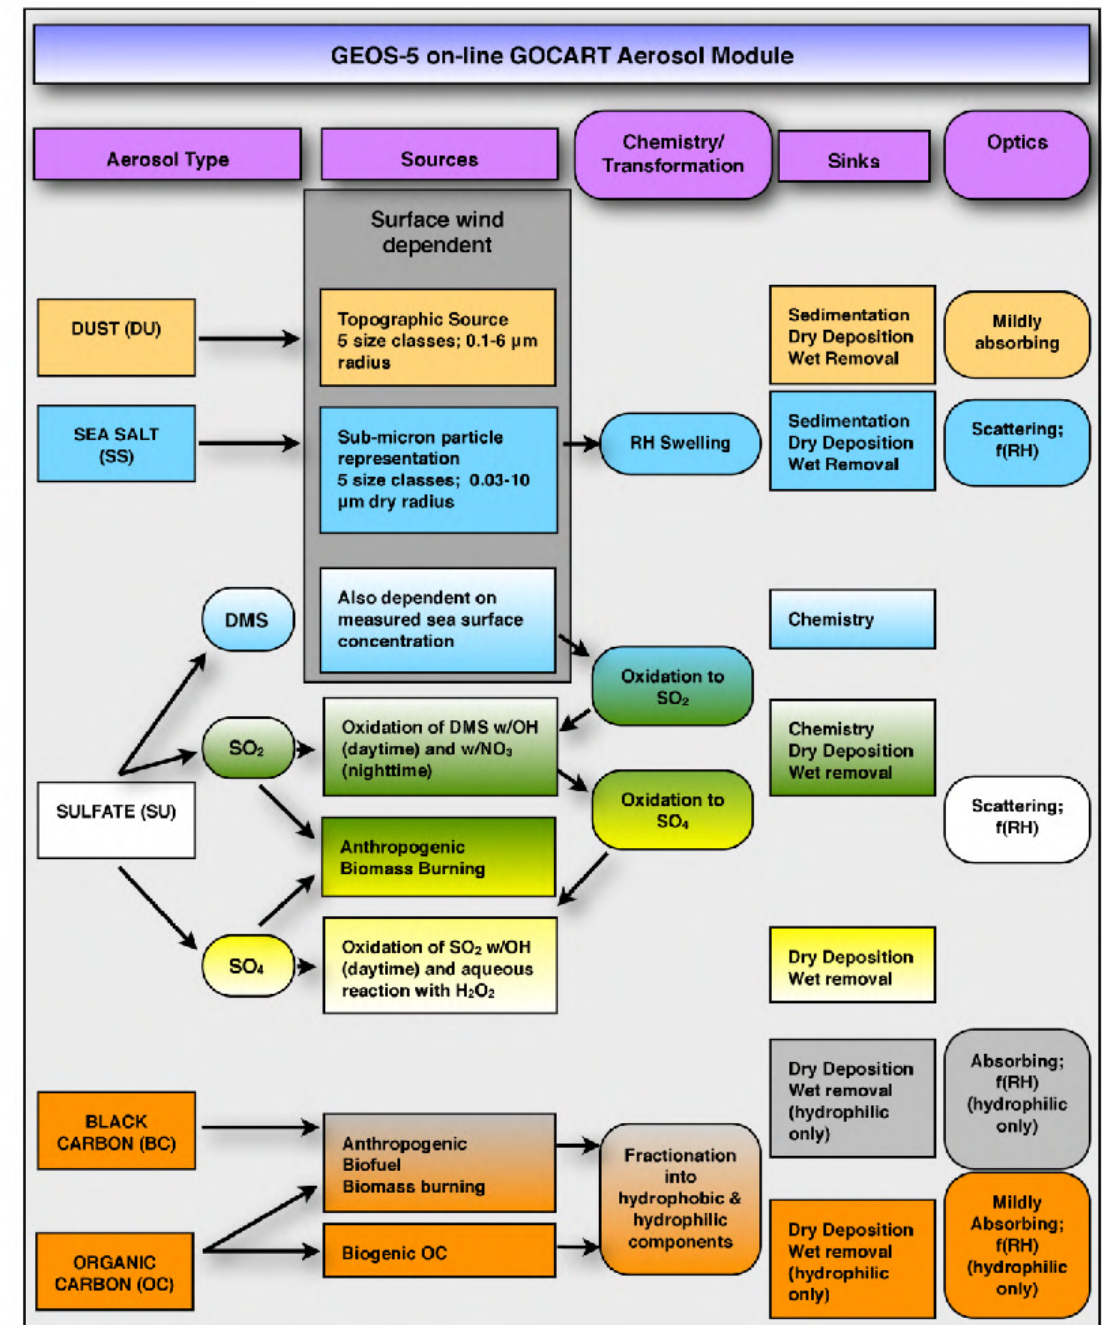 GEOS-5 on-line GOCART Aerosol Module
Aerosol Type
Sources
Chemistry/
Transformation
Sinks
Optics
Surface wind
dependent
DUST (DU)
Topographic Source
5 size classes; 0.1-6 µm
radius
Sedimentation
Dry Deposition
Wet Removal
Mildly
absorbing
SEA SALT
(SS)
Sub-micron particle
representation
5 size classes; 0.03-10
µm dry radius
RH Swelling
Sedimentation
Dry Deposition
Wet Removal
Scattering;
f(RH)
DMS
Also dependent on
measured sea surface
concentration
Chemistry
Oxidation to
SO₂
SO₂
Oxidation of DMS w/OH
(daytime) and w/NO₃
(nighttime)
Chemistry
Dry Deposition
Wet removal
SULFATE (SU)
Oxidation to
SO₄
Scattering;
f(RH)
Anthropogenic
Biomass Burning
SO₄
Oxidation of SO₂ w/OH
(daytime) and aqueous
reaction with H₂O₂
Dry Deposition
Wet removal
BLACK
CARBON (BC)
Anthropogenic
Biofuel
Biomass burning
Fractionation
into
hydrophobic &
hydrophilic
components
Dry Deposition
Wet removal
(hydrophilic
only)
Absorbing;
f(RH)
(hydrophilic
only)
ORGANIC
CARBON (OC)
Biogenic OC
Dry Deposition
Wet removal
(hydrophilic
only)
Mildly
Absorbing;
f(RH)
(hydrophilic
only)